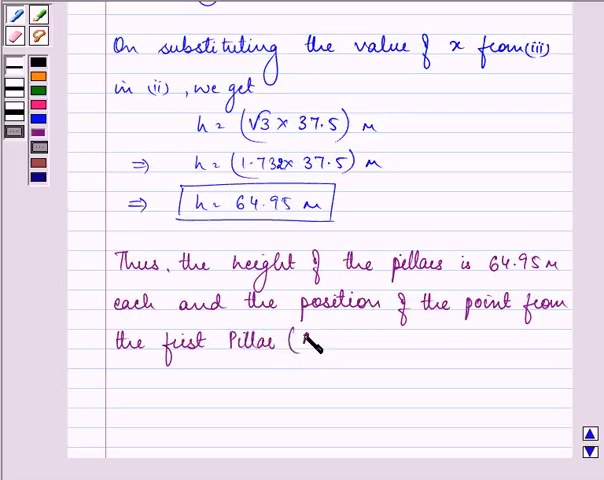 On substituting the value of x from (iii)
in (ii), we get
h = (√3 × 37.5) m
⇒ h = (1.732 × 37.5) m
⇒ h = 64.95 m
Thus, the height of the pillars is 64.95 m
each and the position of the point from
the first Pillar (